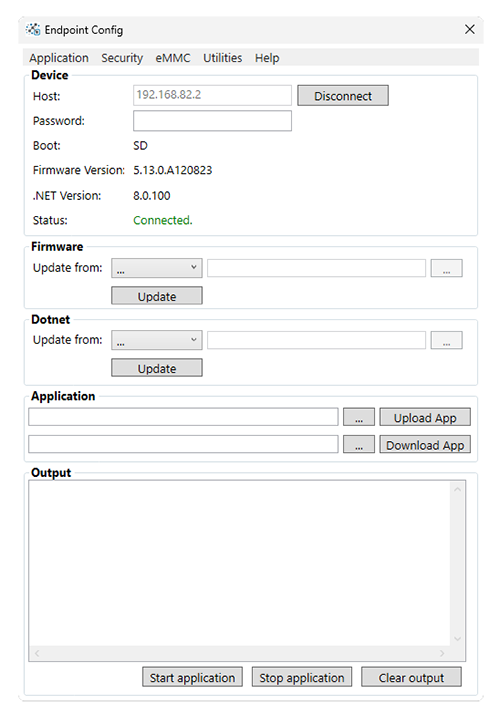 Endpoint Config
Application Security eMMC Utilities Help
Device
Host: 192.168.82.2 Disconnect
Password:
Boot: SD
Firmware Version: 5.13.0.A120823
.NET Version: 8.0.100
Status: Connected.
Firmware
Update from: ... ...
Update
Dotnet
Update from: ... ...
Update
Application
... Upload App
... Download App
Output
Start application Stop application Clear output